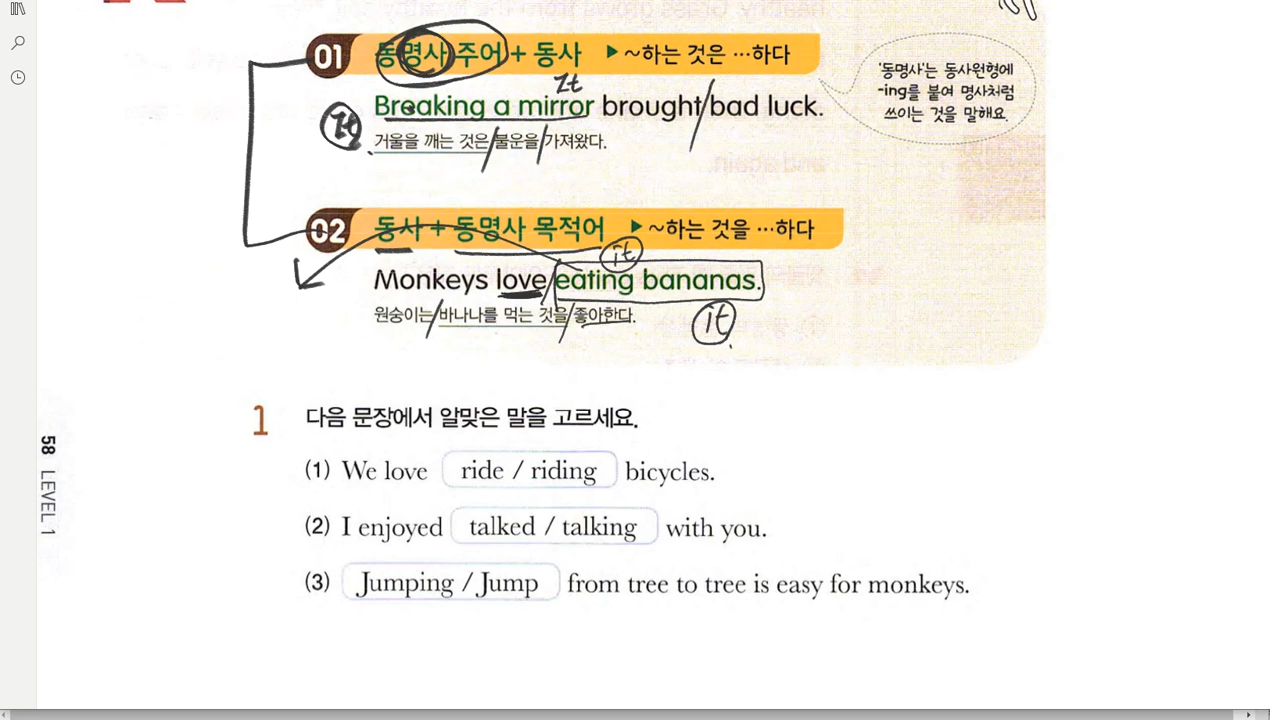 01 동명사 주어 + 동사 ▶ ~하는 것은 …하다
It
Breaking a mirror brought/bad luck.
It
거울을 깨는 것은/불운을/가져왔다.
'동명사'는 동사원형에
-ing를 붙여 명사처럼
쓰이는 것을 말해요.
02 동사 + 동명사 목적어 ▶ ~하는 것을 …하다
it
Monkeys love/eating bananas.
원숭이는/바나나를 먹는 것을/좋아한다.
it
1 다음 문장에서 알맞은 말을 고르세요.
(1) We love ride / riding bicycles.
(2) I enjoyed talked / talking with you.
(3) Jumping / Jump from tree to tree is easy for monkeys.
58 LEVEL 1